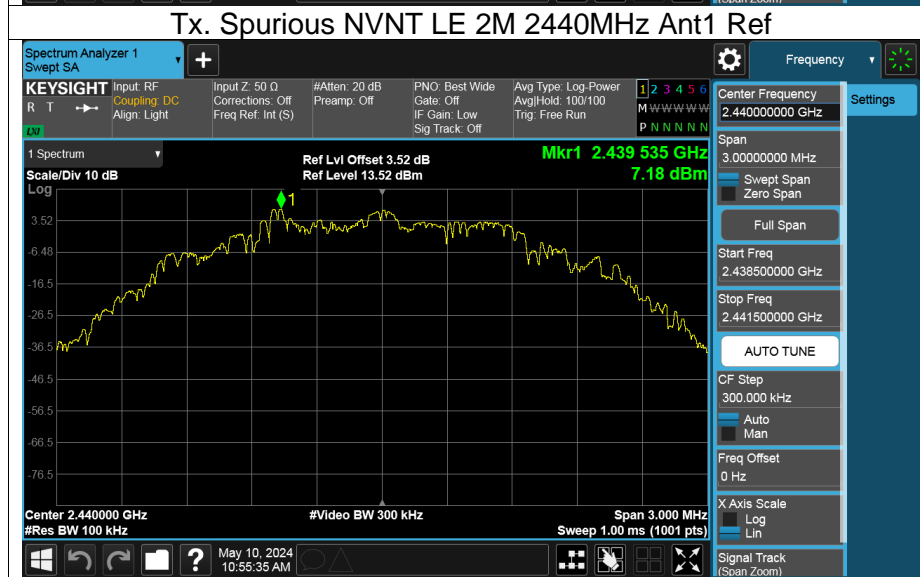 (Span Zoom)
Tx. Spurious NVNT LE 2M 2440MHz Ant1 Ref
Spectrum Analyzer 1
Swept SA
+
Frequency
KEYSIGHT
R T
LXI
Input: RF
Coupling: DC
Align: Light
Input Z: 50 Ω
Corrections: Off
Freq Ref: Int (S)
#Atten: 20 dB
Preamp: Off
PNO: Best Wide
Gate: Off
IF Gain: Low
Sig Track: Off
Avg Type: Log-Power
Avg|Hold: 100/100
Trig: Free Run
1 2 3 4 5 6
M W W W W W
P N N N N N
1 Spectrum
Scale/Div 10 dB
Log
Ref Lvl Offset 3.52 dB
Ref Level 13.52 dBm
Mkr1 2.439 535 GHz
7.18 dBm
1
3.52
-6.48
-16.5
-26.5
-36.5
-46.5
-56.5
-66.5
-76.5
Center 2.440000 GHz
#Res BW 100 kHz
#Video BW 300 kHz
Span 3.000 MHz
Sweep 1.00 ms (1001 pts)
Center Frequency
2.440000000 GHz
Settings
Span
3.00000000 MHz
Swept Span
Zero Span
Full Span
Start Freq
2.438500000 GHz
Stop Freq
2.441500000 GHz
AUTO TUNE
CF Step
300.000 kHz
Auto
Man
Freq Offset
0 Hz
X Axis Scale
Log
Lin
Signal Track
(Span Zoom)
?
May 10, 2024
10:55:35 AM